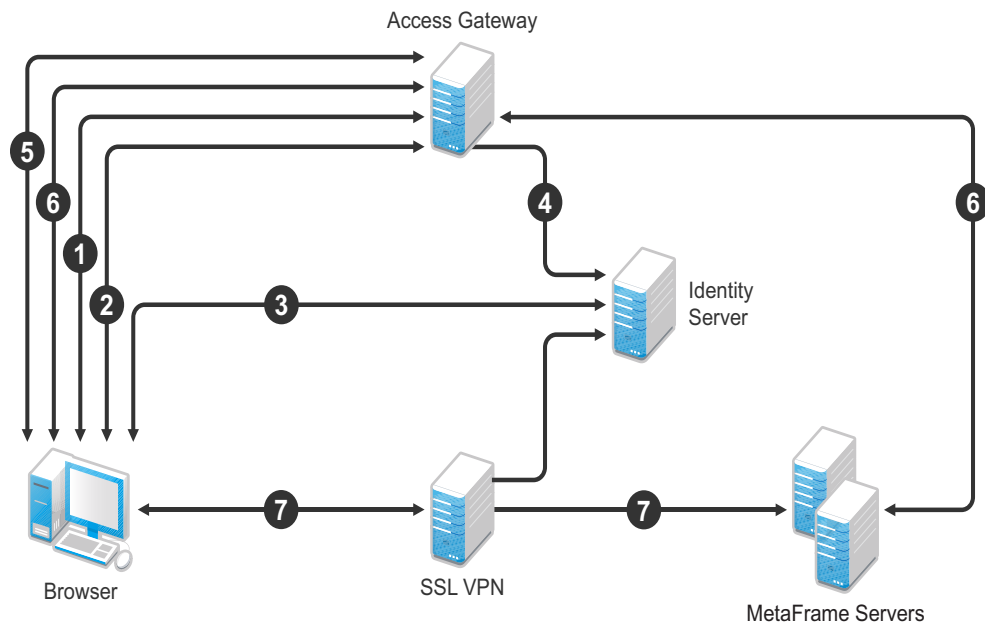 Access Gateway
5
6
1
2
3
4
6
Identity
Server
7
7
Browser
SSL VPN
MetaFrame Servers